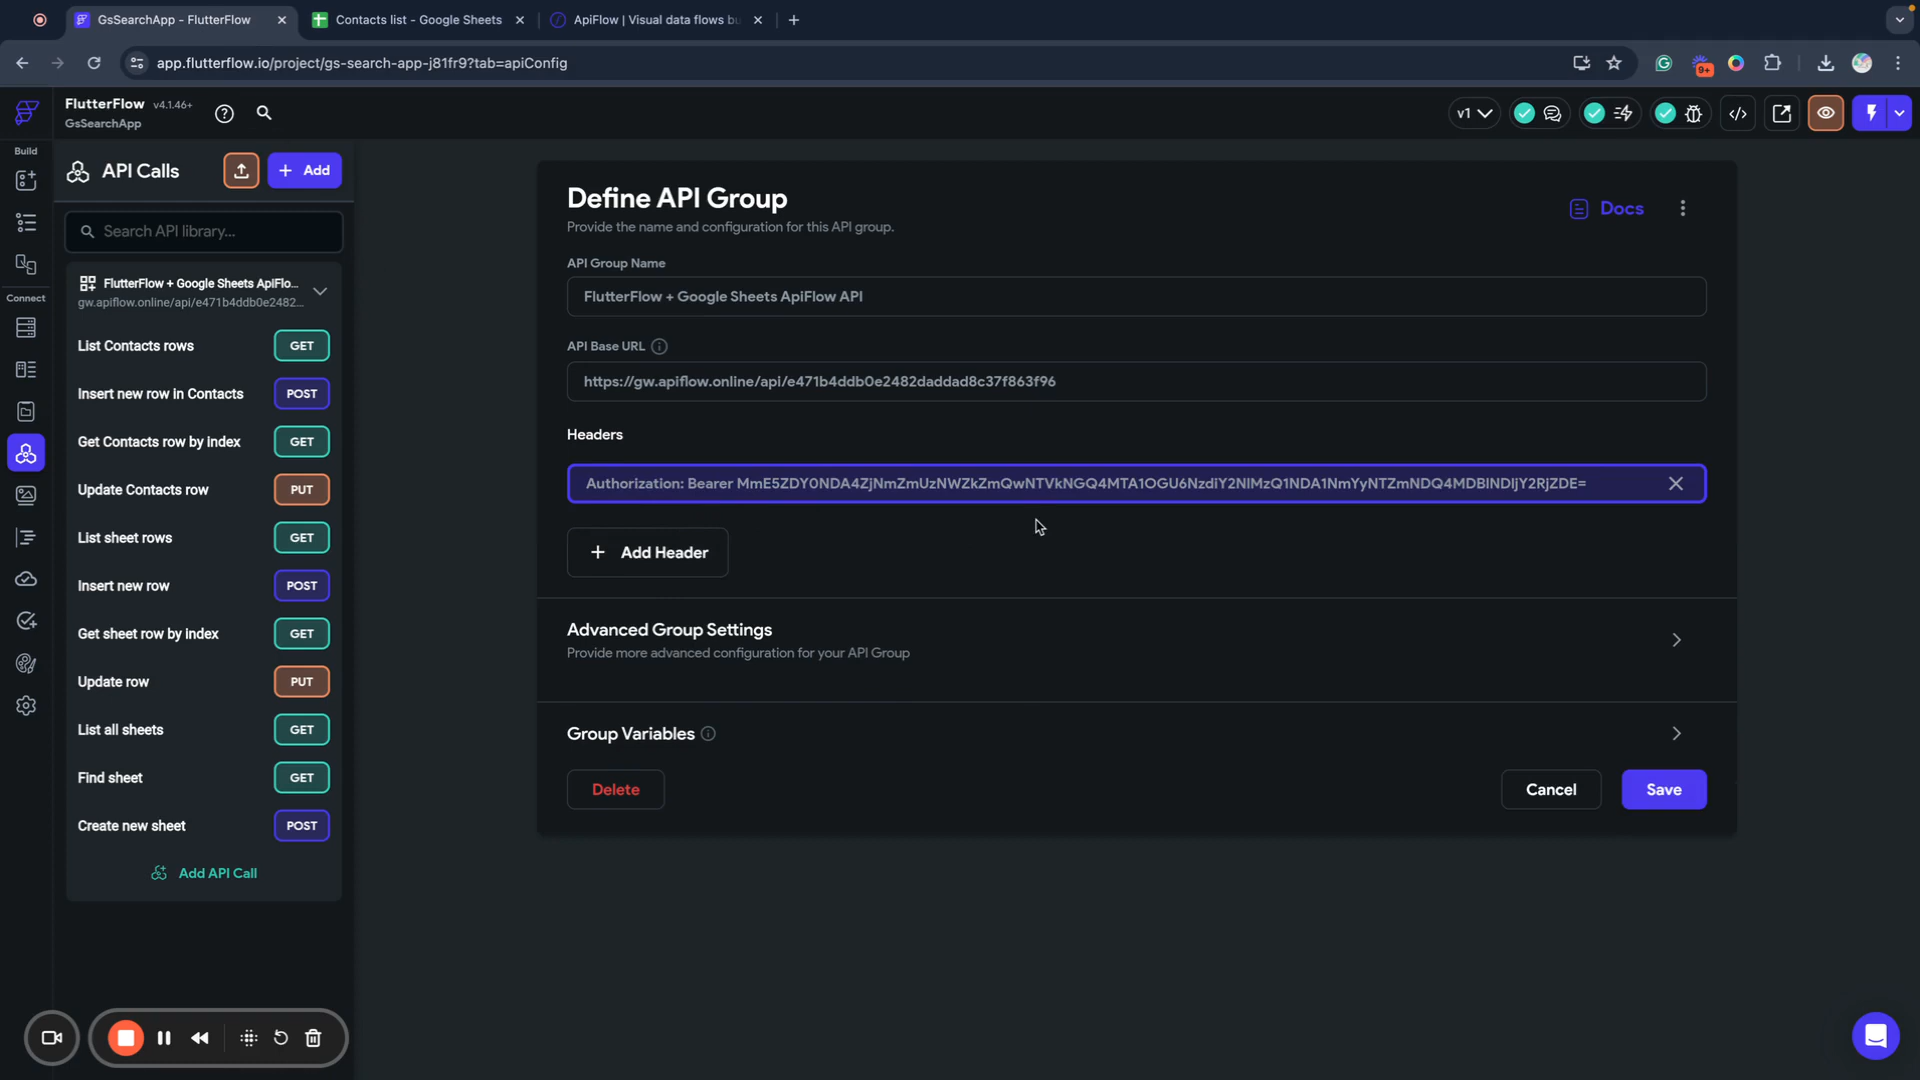 GsSearchApp - FlutterFlow
Contacts list - Google Sheets
ApiFlow | Visual data flows bu
app.flutterflow.io/project/gs-search-app-j81fr9?tab=apiConfig
9+
FlutterFlow v4.1.46+
GsSearchApp
v1
Build
API Calls
+ Add
Search API library...
FlutterFlow + Google Sheets ApiFlo...
gw.apiflow.online/api/e471b4ddb0e2482...
Connect
List Contacts rows GET
Insert new row in Contacts POST
Get Contacts row by index GET
Update Contacts row PUT
List sheet rows GET
Insert new row POST
Get sheet row by index GET
Update row PUT
List all sheets GET
Find sheet GET
Create new sheet POST
Add API Call
Define API Group
Provide the name and configuration for this API group.
Docs
API Group Name
FlutterFlow + Google Sheets ApiFlow API
API Base URL
https://gw.apiflow.online/api/e471b4ddb0e2482daddad8c37f863f96
Headers
Authorization: Bearer
+ Add Header
Advanced Group Settings
Provide more advanced configuration for your API Group
Group Variables
Delete
Cancel
Save